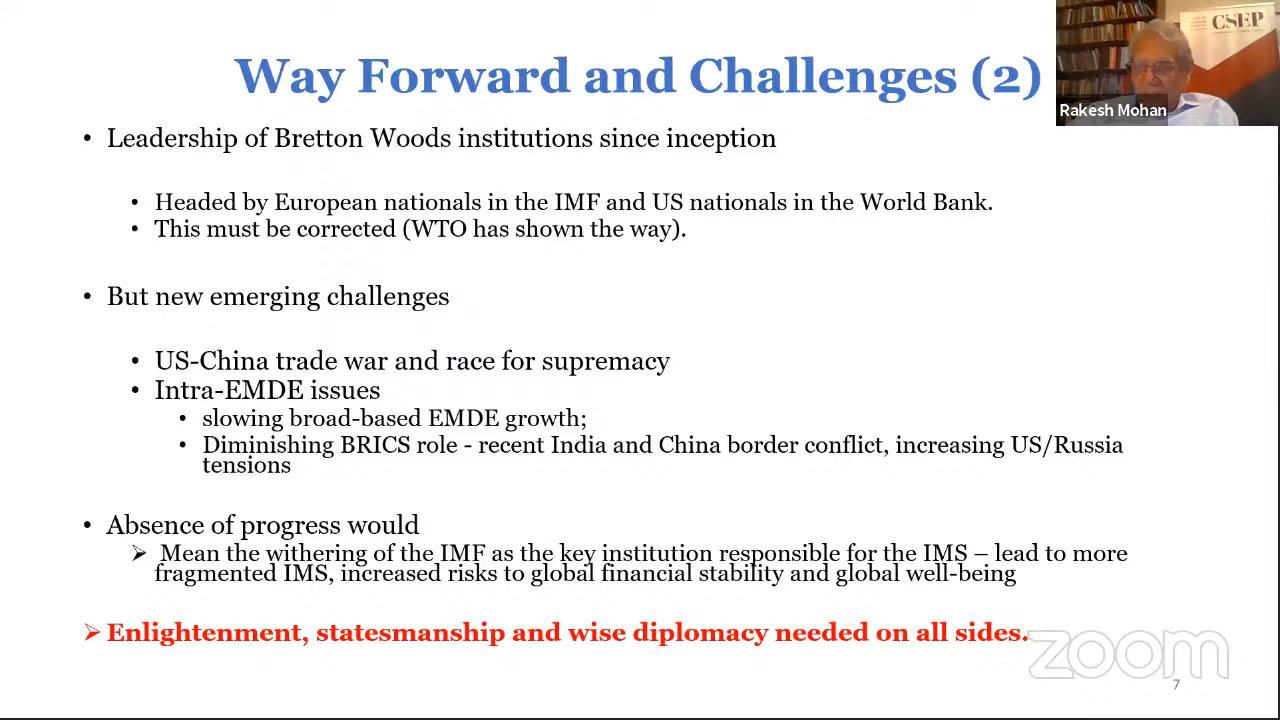 Way Forward and Challenges (2)
CSEP
Rakesh Mohan
• Leadership of Bretton Woods institutions since inception
• Headed by European nationals in the IMF and US nationals in the World Bank.
• This must be corrected (WTO has shown the way).
• But new emerging challenges
• US-China trade war and race for supremacy
• Intra-EMDE issues
• slowing broad-based EMDE growth;
• Diminishing BRICS role - recent India and China border conflict, increasing US/Russia
tensions
• Absence of progress would
➢ Mean the withering of the IMF as the key institution responsible for the IMS – lead to more
fragmented IMS, increased risks to global financial stability and global well-being
➢ Enlightenment, statesmanship and wise diplomacy needed on all sides.
zoom
7